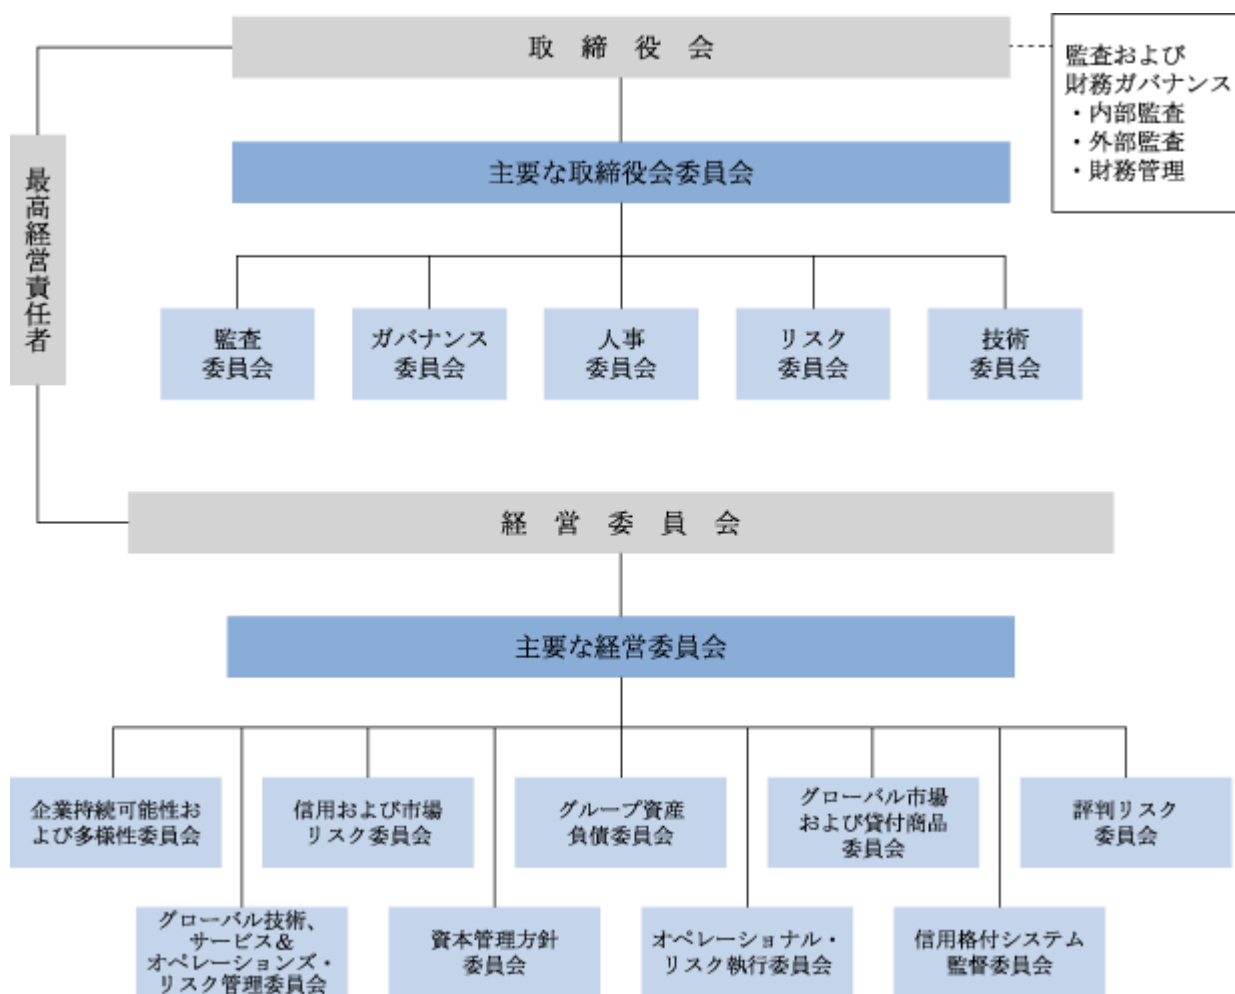 取締役会
監査および
財務ガバナンス
・内部監査
・外部監査
・財務管理
主要な取締役会委員会
最高経営責任者
監査
委員会
ガバナンス
委員会
人事
委員会
リスク
委員会
技術
委員会
経営委員会
主要な経営委員会
企業持続可能性お
よび多様性委員会
信用および市場
リスク委員会
グループ資産
負債委員会
グローバル市場
および貸付商品
委員会
評判リスク
委員会
グローバル技術、
サービス＆
オペレーションズ・
リスク管理委員会
資本管理方針
委員会
オペレーショナル・
リスク執行委員会
信用格付システム
監督委員会